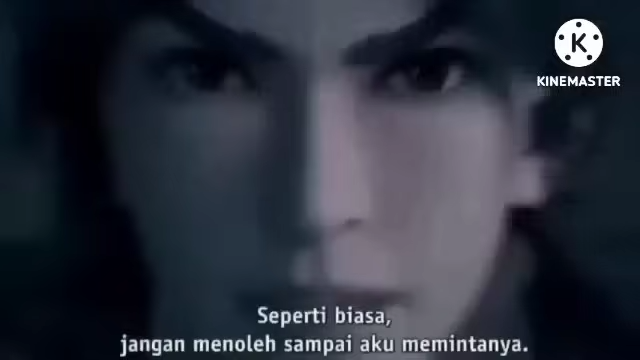 K
KINEMASTER
Seperti biasa,
jangan menoleh sampai aku memintanya.